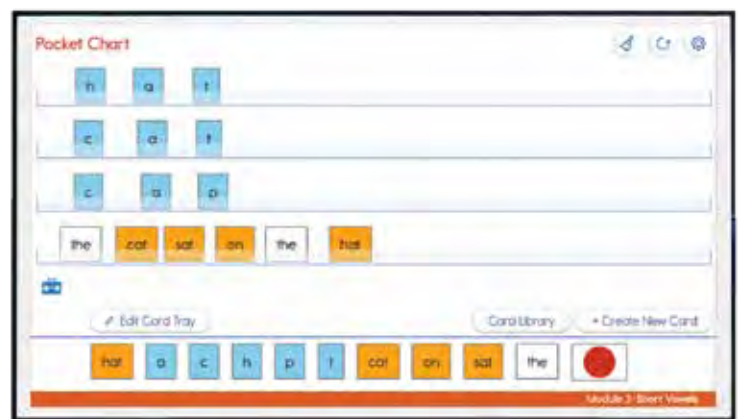 Pocket Chart
h a t
c a t
c a p
the cat sat on the hat
Edit Card Tray
Card Library
+ Create New Card
hat a c h p t cat on sat the
Module 3: Short Vowels